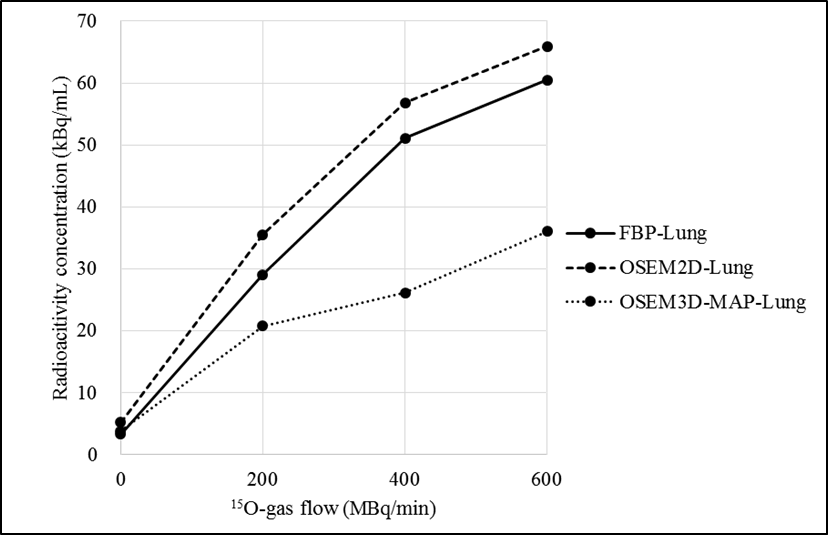 70
60
50
40
30
20
10
0
Radioacitivity concentration (kBq/mL)
0 200 400 600
¹⁵O-gas flow (MBq/min)
FBP-Lung
OSEM2D-Lung
OSEM3D-MAP-Lung